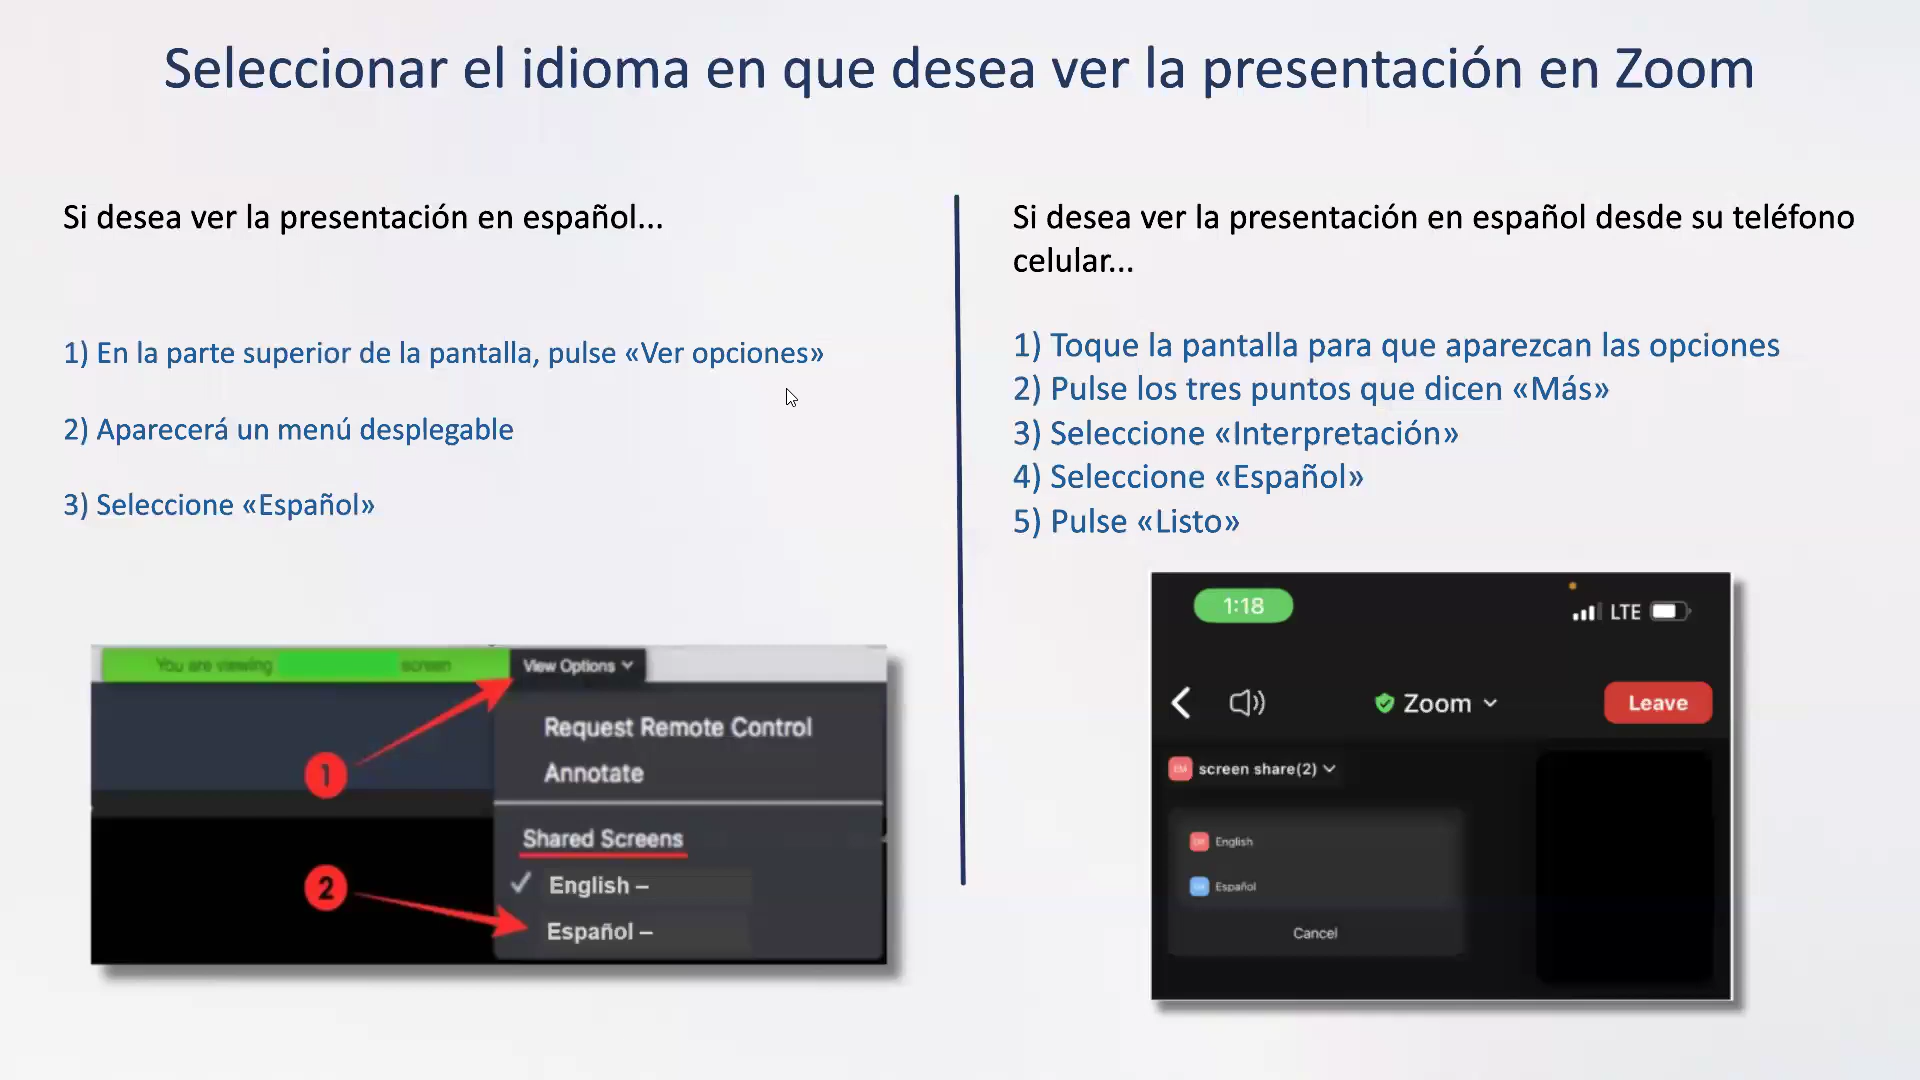 Seleccionar el idioma en que desea ver la presentación en Zoom
Si desea ver la presentación en español...
1) En la parte superior de la pantalla, pulse «Ver opciones»
2) Aparecerá un menú desplegable
3) Seleccione «Español»
You are viewing screen
View Options
Request Remote Control
Annotate
Shared Screens
English –
Español –
1
2
Si desea ver la presentación en español desde su teléfono
celular...
1) Toque la pantalla para que aparezcan las opciones
2) Pulse los tres puntos que dicen «Más»
3) Seleccione «Interpretación»
4) Seleccione «Español»
5) Pulse «Listo»
1:18
LTE
Zoom
Leave
screen share(2)
English
Español
Cancel